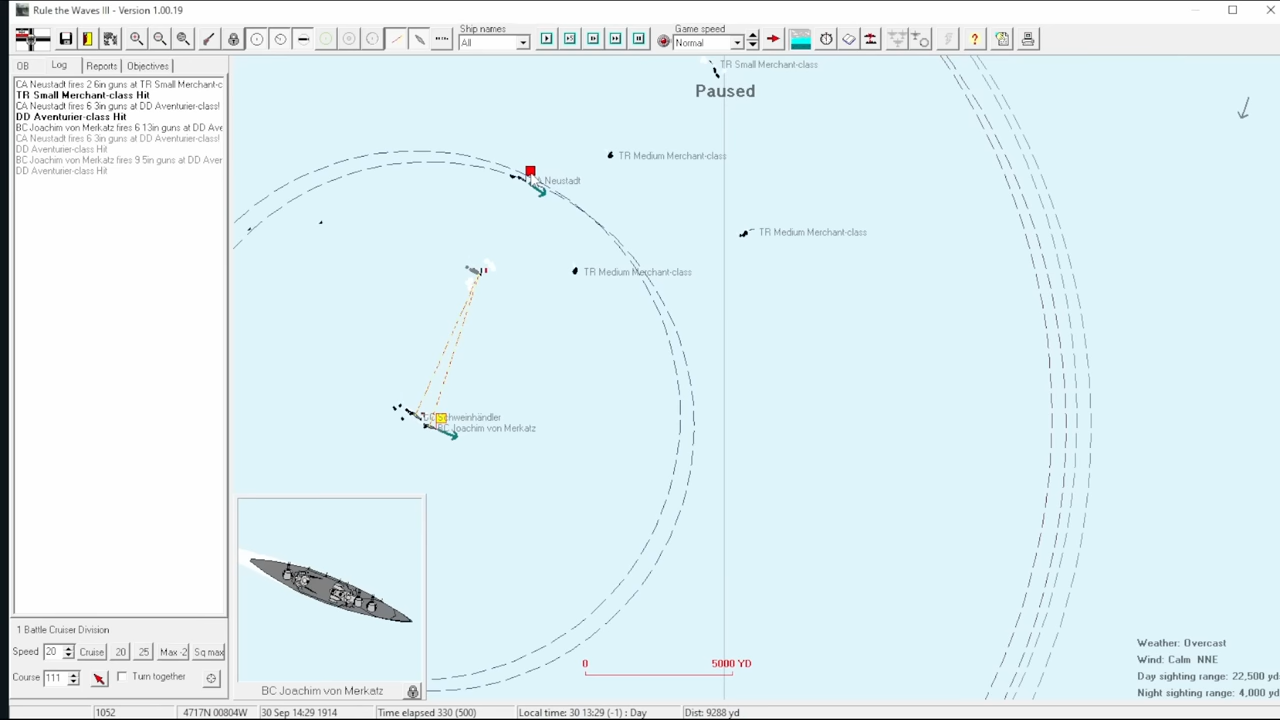 Rule the Waves III - Version 1.00.19
Ship names
All
Game speed
Normal
OB
Log
Reports
Objectives
CA Neustadt fires 2 6in guns at TR Small Merchant-c
TR Small Merchant-class Hit
CA Neustadt fires 6 3in guns at DD Aventurier-class!
DD Aventurier-class Hit
BC Joachim von Merkatz fires 6 13in guns at DD Ave
CA Neustadt fires 6 3in guns at DD Aventurier-class!
DD Aventurier-class Hit
BC Joachim von Merkatz fires 9 5in guns at DD Aver
DD Aventurier-class Hit
TR Small Merchant-class
Paused
TR Medium Merchant-class
Neustadt
TR Medium Merchant-class
TR Medium Merchant-class
Schweinhändler
BC Joachim von Merkatz
1 Battle Cruiser Division
Speed 20 Cruise 20 25 Max -2 Sq max
Course 111 Turn together
BC Joachim von Merkatz
0 5000 YD
Weather: Overcast
Wind: Calm NNE
Day sighting range: 22,500 yd
Night sighting range: 4,000 yd
1052 4717N 00804W 30 Sep 14:29 1914 Time elapsed 330 (500) Local time: 30 13:29 (-1) : Day Dist: 9288 yd